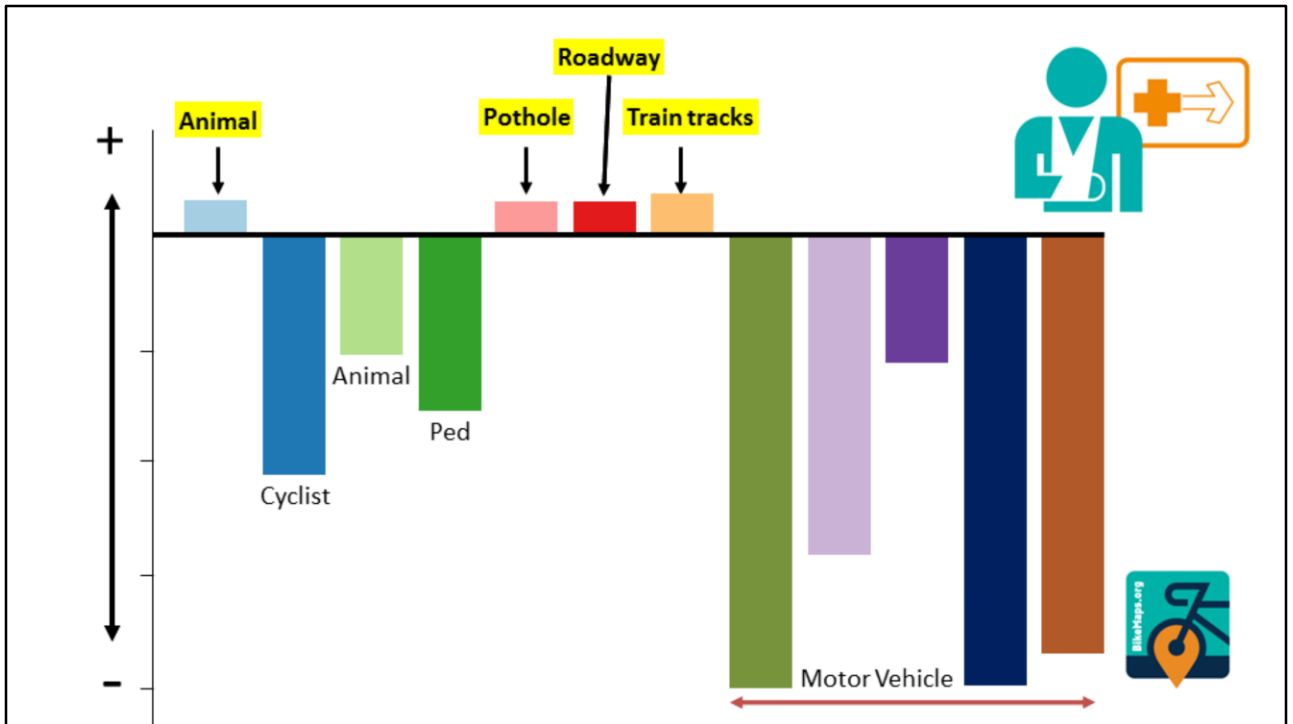 Roadway
Animal
Pothole
Train tracks
+
Animal
Ped
Cyclist
Motor Vehicle
-
BikeMaps.org